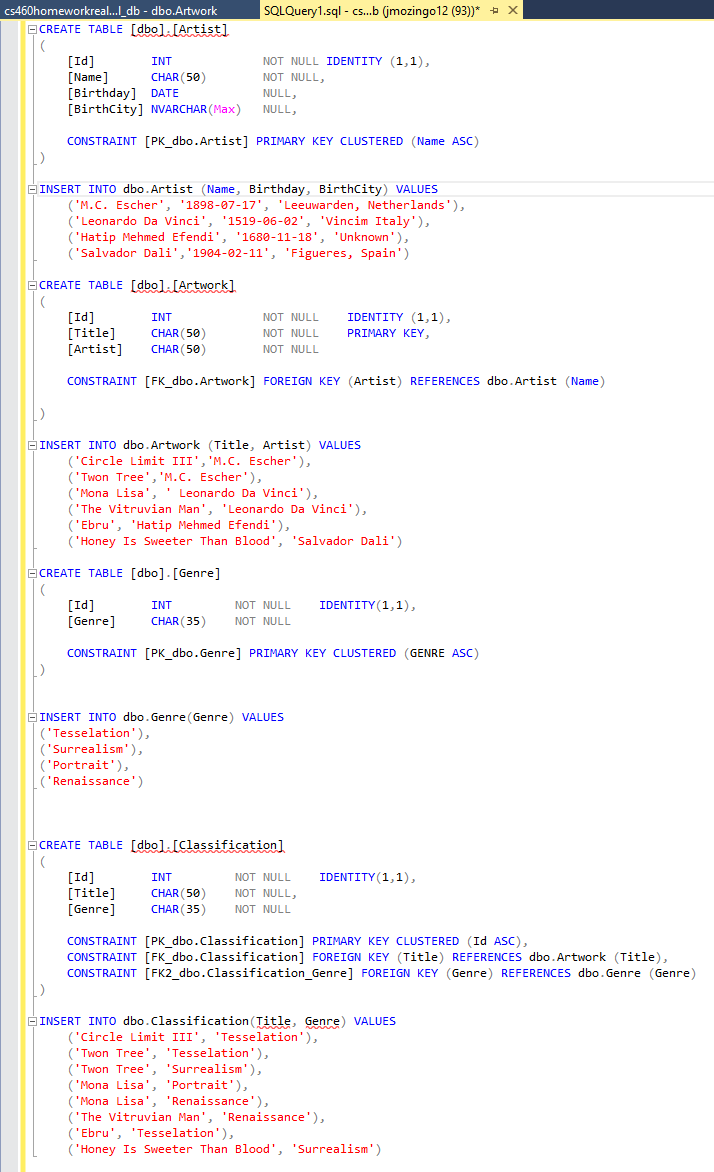 cs460homeworkreal...l_db - dbo.Artwork
SQLQuery1.sql - cs...b (jmozingo12 (93))*
CREATE TABLE [dbo].[Artist]
(
[Id] INT NOT NULL IDENTITY (1,1),
[Name] CHAR(50) NOT NULL,
[Birthday] DATE NULL,
[BirthCity] NVARCHAR(Max) NULL,
CONSTRAINT [PK_dbo.Artist] PRIMARY KEY CLUSTERED (Name ASC)
)
INSERT INTO dbo.Artist (Name, Birthday, BirthCity) VALUES
('M.C. Escher', '1898-07-17', 'Leeuwarden, Netherlands'),
('Leonardo Da Vinci', '1519-06-02', 'Vincim Italy'),
('Hatip Mehmed Efendi', '1680-11-18', 'Unknown'),
('Salvador Dali','1904-02-11', 'Figueres, Spain')
CREATE TABLE [dbo].[Artwork]
(
[Id] INT NOT NULL IDENTITY (1,1),
[Title] CHAR(50) NOT NULL PRIMARY KEY,
[Artist] CHAR(50) NOT NULL
CONSTRAINT [FK_dbo.Artwork] FOREIGN KEY (Artist) REFERENCES dbo.Artist (Name)
)
INSERT INTO dbo.Artwork (Title, Artist) VALUES
('Circle Limit III','M.C. Escher'),
('Twon Tree','M.C. Escher'),
('Mona Lisa', ' Leonardo Da Vinci'),
('The Vitruvian Man', 'Leonardo Da Vinci'),
('Ebru', 'Hatip Mehmed Efendi'),
('Honey Is Sweeter Than Blood', 'Salvador Dali')
CREATE TABLE [dbo].[Genre]
(
[Id] INT NOT NULL IDENTITY(1,1),
[Genre] CHAR(35) NOT NULL
CONSTRAINT [PK_dbo.Genre] PRIMARY KEY CLUSTERED (GENRE ASC)
)
INSERT INTO dbo.Genre(Genre) VALUES
('Tesselation'),
('Surrealism'),
('Portrait'),
('Renaissance')
CREATE TABLE [dbo].[Classification]
(
[Id] INT NOT NULL IDENTITY(1,1),
[Title] CHAR(50) NOT NULL,
[Genre] CHAR(35) NOT NULL
CONSTRAINT [PK_dbo.Classification] PRIMARY KEY CLUSTERED (Id ASC),
CONSTRAINT [FK_dbo.Classification] FOREIGN KEY (Title) REFERENCES dbo.Artwork (Title),
CONSTRAINT [FK2_dbo.Classification_Genre] FOREIGN KEY (Genre) REFERENCES dbo.Genre (Genre)
)
INSERT INTO dbo.Classification(Title, Genre) VALUES
('Circle Limit III', 'Tesselation'),
('Twon Tree', 'Tesselation'),
('Twon Tree', 'Surrealism'),
('Mona Lisa', 'Portrait'),
('Mona Lisa', 'Renaissance'),
('The Vitruvian Man', 'Renaissance'),
('Ebru', 'Tesselation'),
('Honey Is Sweeter Than Blood', 'Surrealism')